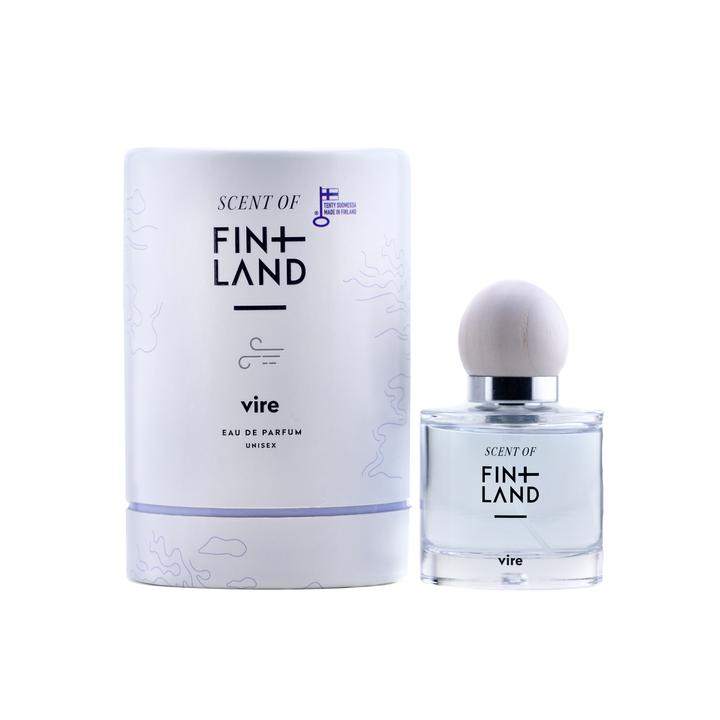 SCENT OF
FIN+
LAND
TEHTY SUOMESSA
MADE IN FINLAND
vire
EAU DE PARFUM
UNISEX
SCENT OF
FIN+
LAND
vire